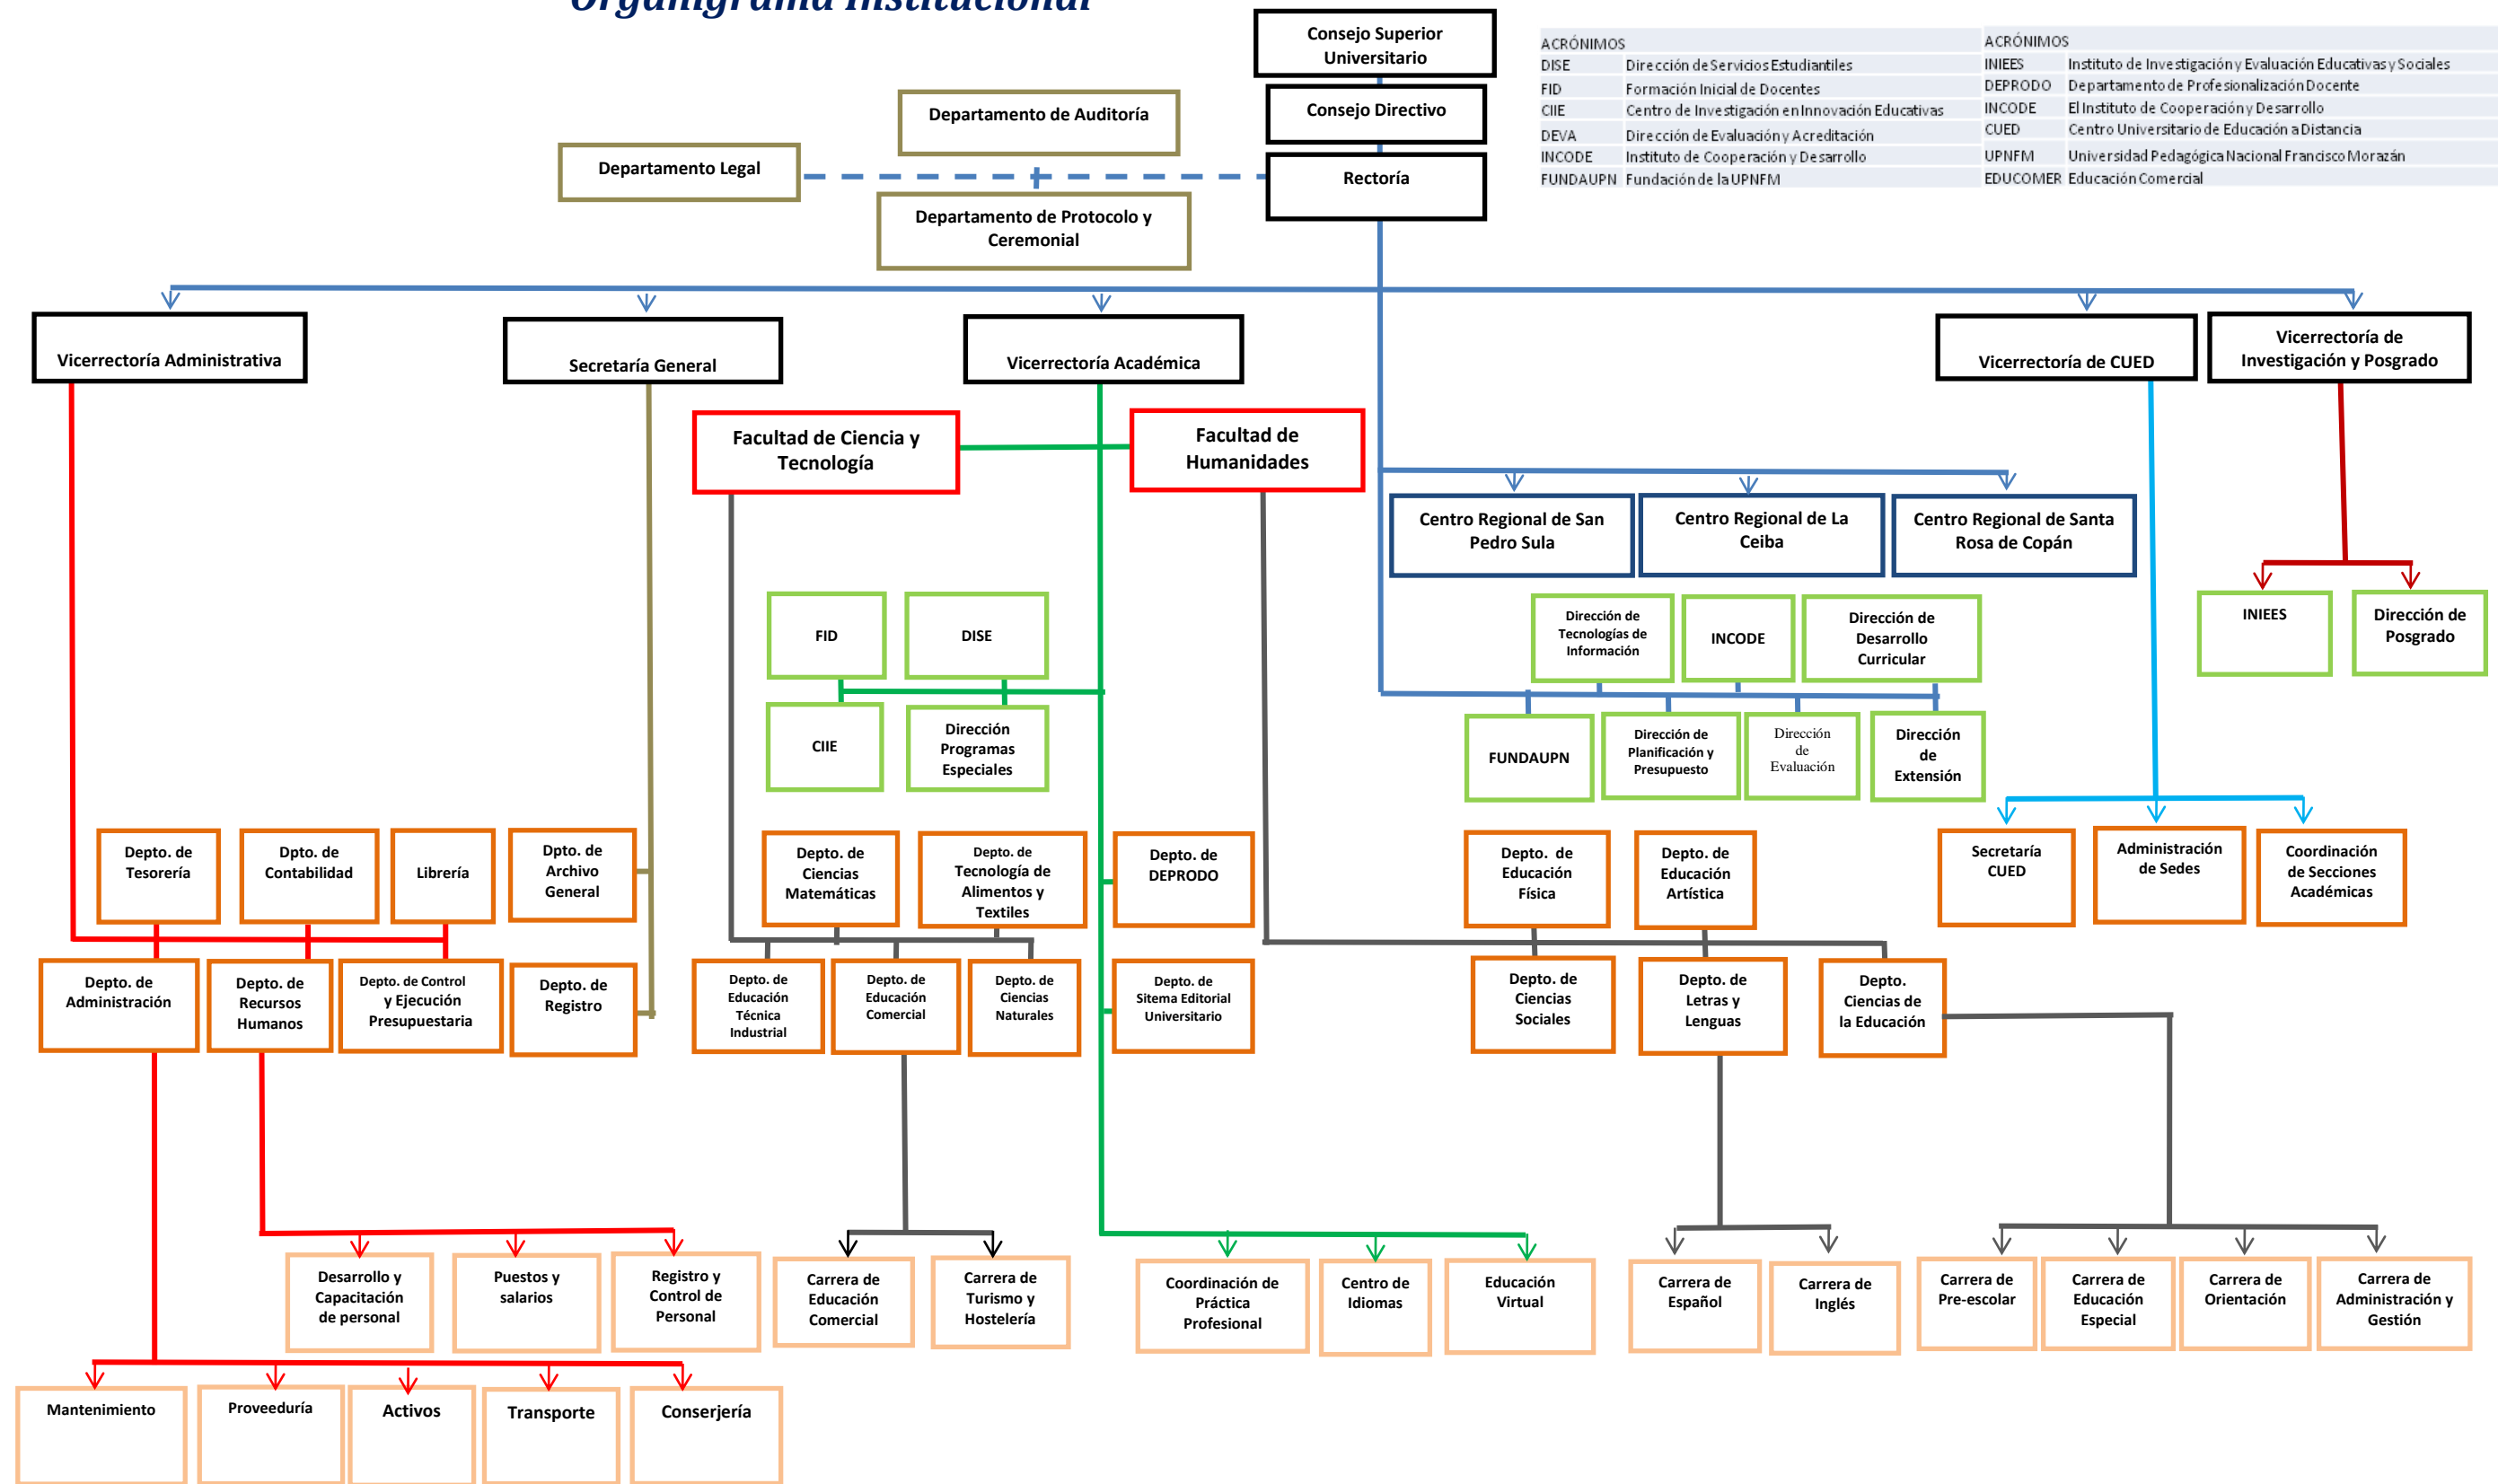 Organigrama Institucional
Consejo Superior
Universitario
Consejo Directivo
Rectoría
Departamento de Auditoría
Departamento Legal
Departamento de Protocolo y
Ceremonial
ACRÓNIMOS
DISE Dirección de Servicios Estudiantiles
FID Formación Inicial de Docentes
CIIE Centro de Investigación en Innovación Educativas
DEVA Dirección de Evaluación y Acreditación
INCODE Instituto de Cooperación y Desarrollo
FUNDAUPN Fundación de la UPNFM
ACRÓNIMOS
INIEES Instituto de Investigación y Evaluación Educativas y Sociales
DEPRODO Departamento de Profesionalización Docente
INCODE El Instituto de Cooperación y Desarrollo
CUED Centro Universitario de Educación a Distancia
UPNFM Universidad Pedagógica Nacional Francisco Morazán
EDUCOMER Educación Comercial
Vicerrectoría Administrativa
Secretaría General
Vicerrectoría Académica
Vicerrectoría de CUED
Vicerrectoría de
Investigación y Posgrado
Facultad de Ciencia y
Tecnología
Facultad de
Humanidades
Centro Regional de San
Pedro Sula
Centro Regional de La
Ceiba
Centro Regional de Santa
Rosa de Copán
FID
DISE
CIIE
Dirección
Programas
Especiales
Dirección de
Tecnologías de
Información
INCODE
Dirección de
Desarrollo
Curricular
INIEES
Dirección de
Posgrado
FUNDAUPN
Dirección de
Planificación y
Presupuesto
Dirección
de
Evaluación
Dirección
de
Extensión
Depto. de
Tesorería
Dpto. de
Contabilidad
Librería
Dpto. de
Archivo
General
Depto. de
Ciencias
Matemáticas
Depto. de
Tecnología de
Alimentos y
Textiles
Depto. de
DEPRODO
Depto. de
Educación
Física
Depto. de
Educación
Artística
Secretaría
CUED
Administración
de Sedes
Coordinación
de Secciones
Académicas
Depto. de
Administración
Depto. de
Recursos
Humanos
Depto. de Control
y Ejecución
Presupuestaria
Depto. de
Registro
Depto. de
Educación
Técnica
Industrial
Depto. de
Educación
Comercial
Depto. de
Ciencias
Naturales
Depto. de
Sitema Editorial
Universitario
Depto. de
Ciencias
Sociales
Depto. de
Letras y
Lenguas
Depto.
Ciencias de
la Educación
Desarrollo y
Capacitación
de personal
Puestos y
salarios
Registro y
Control de
Personal
Carrera de
Educación
Comercial
Carrera de
Turismo y
Hostelería
Coordinación de
Práctica
Profesional
Centro de
Idiomas
Educación
Virtual
Carrera de
Español
Carrera de
Inglés
Carrera de
Pre-escolar
Carrera de
Educación
Especial
Carrera de
Orientación
Carrera de
Administración y
Gestión
Mantenimiento
Proveeduría
Activos
Transporte
Conserjería